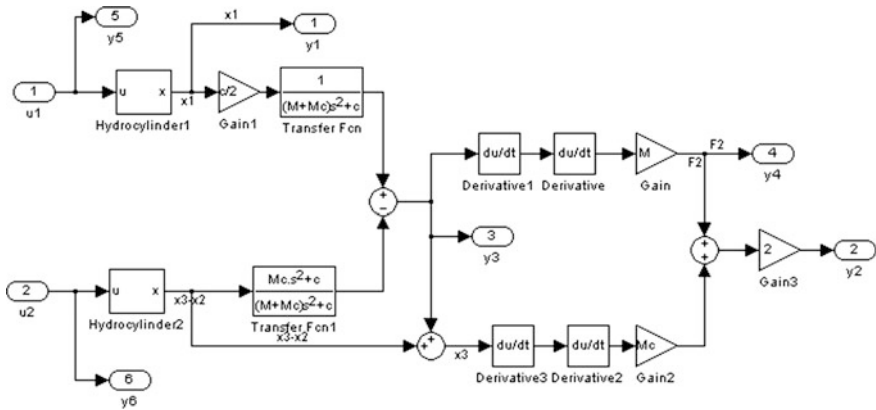 5
y5
x1
1
y1
1
u1
u
x
x1
Hydrocylinder1
c/2
Gain1
1
(M+Mc)s²+c
Transfer Fcn
+
−
du/dt
Derivative1
du/dt
Derivative
M
Gain
F2
F2
4
y4
3
y3
+
+
2
Gain3
2
y2
2
u2
u
x
x3-x2
Hydrocylinder2
Mc.s²+c
(M+Mc)s²+c
Transfer Fcn1
x3-x2
+
+
x3
du/dt
Derivative3
du/dt
Derivative2
Mc
Gain2
6
y6